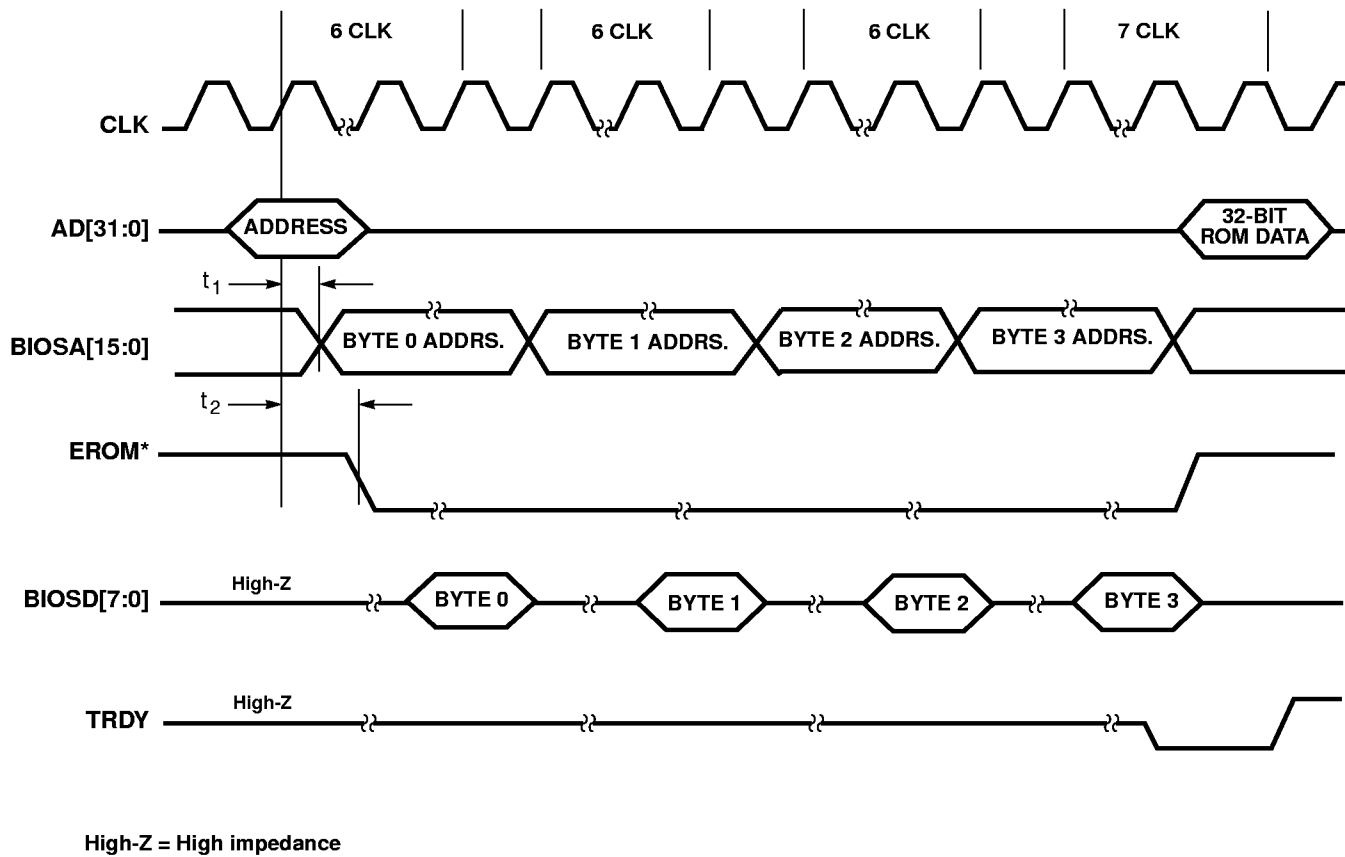 6 CLK 6 CLK 6 CLK 7 CLK
CLK
AD[31:0] ADDRESS 32-BIT
ROM DATA
t1
BIOSA[15:0] BYTE 0 ADDRS. BYTE 1 ADDRS. BYTE 2 ADDRS. BYTE 3 ADDRS.
t2
EROM*
High-Z
BIOSD[7:0] BYTE 0 BYTE 1 BYTE 2 BYTE 3
High-Z
TRDY
High-Z = High impedance